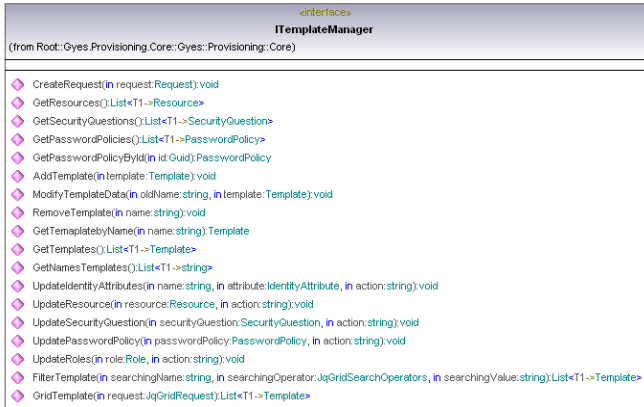 «interface»
ITemplateManager
(from Root::Gyes.Provisioning.Core::Gyes::Provisioning::Core)
CreateRequest(in request:Request):void
GetResources():List<T1->Resource>
GetSecurityQuestions():List<T1->SecurityQuestion>
GetPasswordPolicies():List<T1->PasswordPolicy>
GetPasswordPolicyById(in id:Guid):PasswordPolicy
AddTemplate(in template:Template):void
ModifyTemplateData(in oldName:string, in template:Template):void
RemoveTemplate(in name:string):void
GetTemaplatebyName(in name:string):Template
GetTemplates():List<T1->Template>
GetNamesTemplates():List<T1->string>
UpdateIdentityAttributes(in name:string, in attribute:IdentityAttribute, in action:string):void
UpdateResource(in resource:Resource, in action:string):void
UpdateSecurityQuestion(in securityQuestion:SecurityQuestion, in action:string):void
UpdatePasswordPolicy(in passwordPolicy:PasswordPolicy, in action:string):void
UpdateRoles(in role:Role, in action:string):void
FilterTemplate(in searchingName:string, in searchingOperator:JqGridSearchOperators, in searchingValue:string):List<T1->Template>
GridTemplate(in request:JqGridRequest):List<T1->Template>